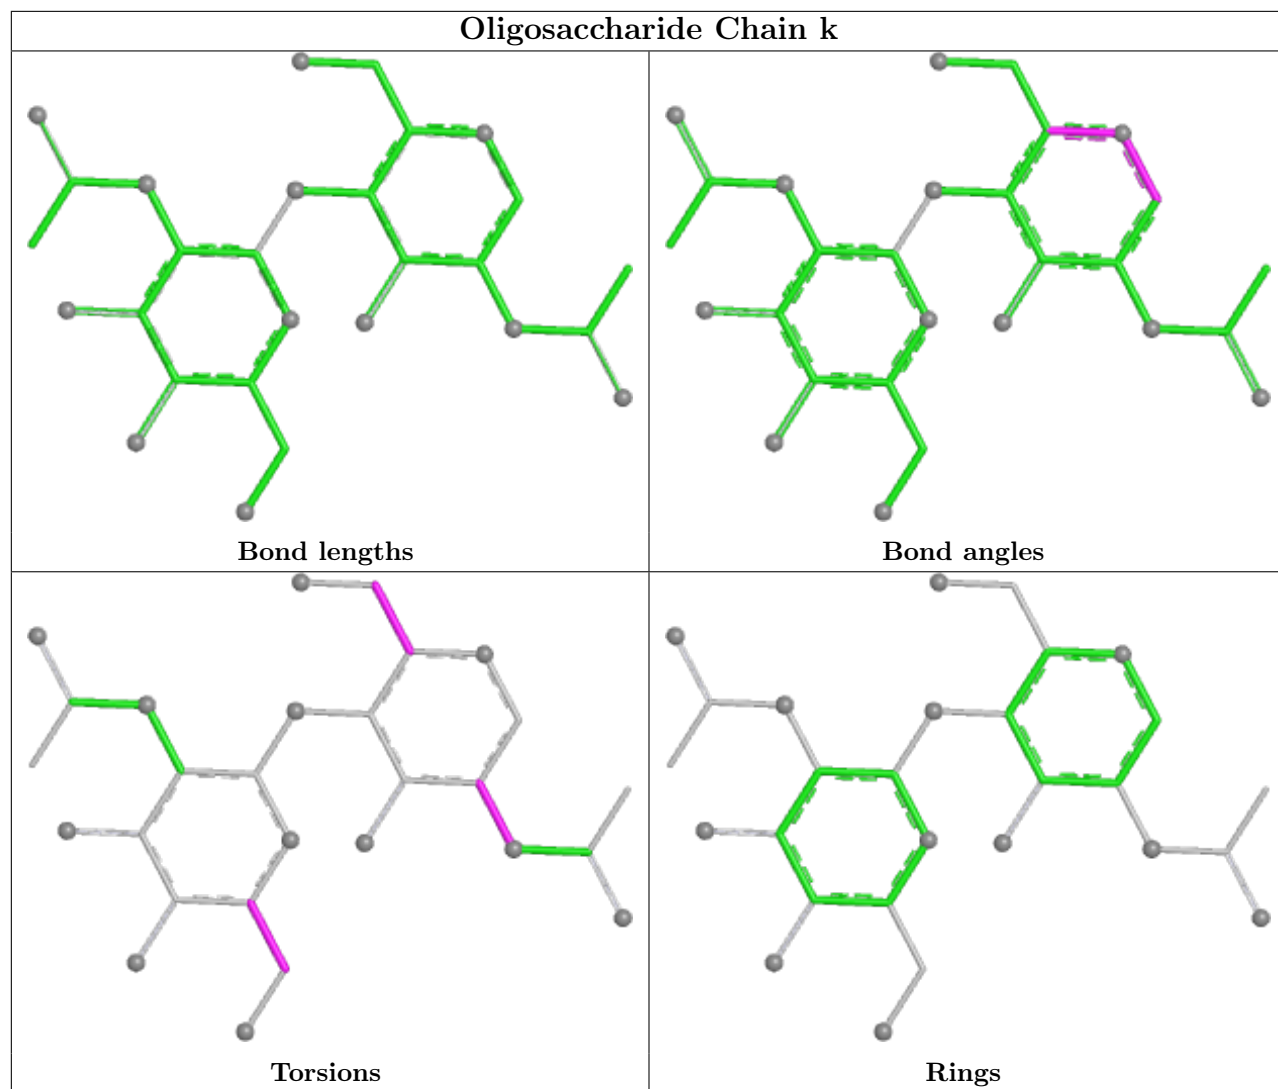 Oligosaccharide Chain k
Bond lengths
Bond angles
Torsions
Rings